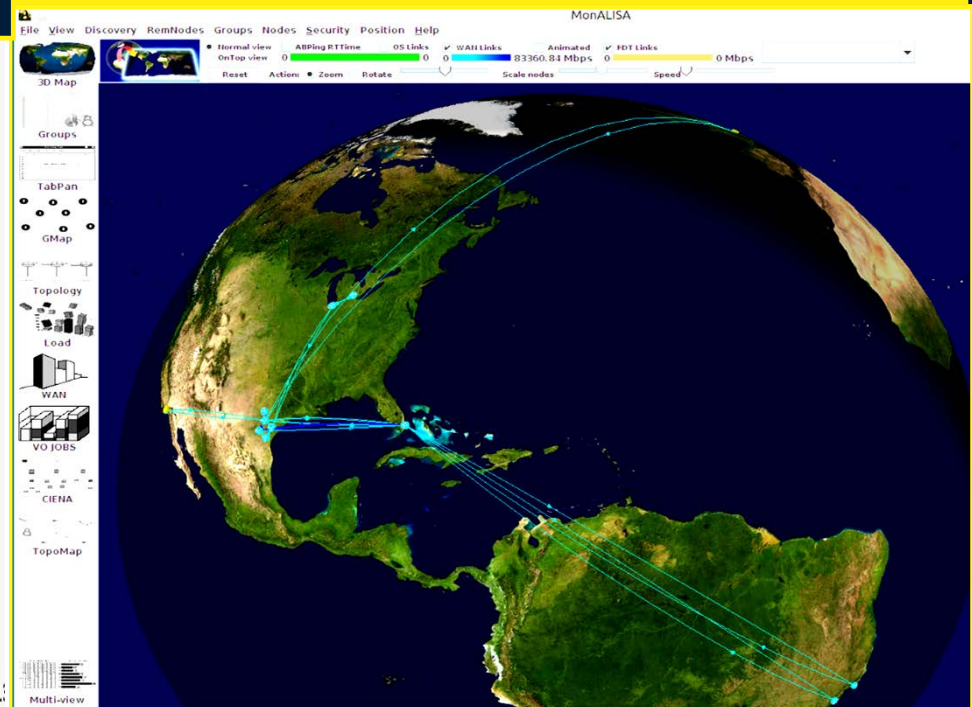 MonALISA
File View Discovery RemNodes Groups Nodes Security Position Help
Normal view ABPing RTTime OS Links ✔ WAN Links Animated ✔ FDT Links
OnTop view 0 0 0 83360.84 Mbps 0 0 Mbps
Reset Action: Zoom Rotate Scale nodes Speed
3D Map
Groups
TabPan
GMap
Topology
Load
WAN
VO JOBS
CIENA
TopoMap
Multi-view